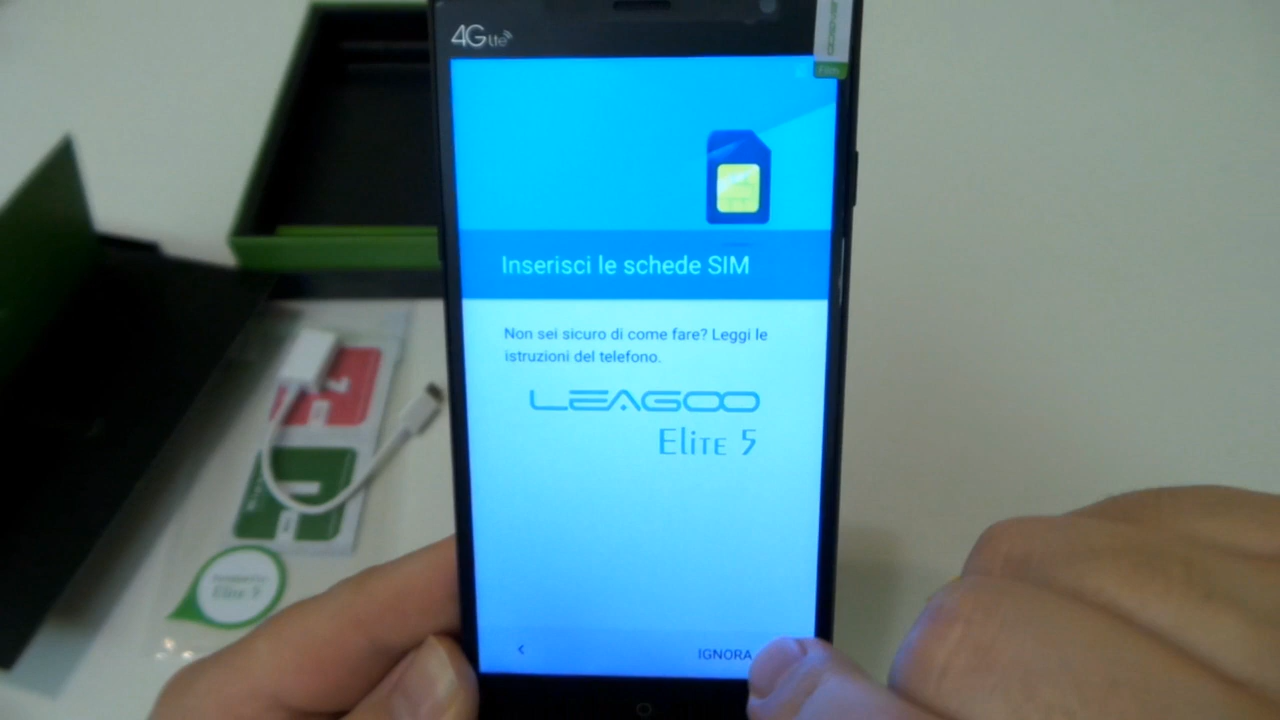 4G Lte
Film
Inserisci le schede SIM
Non sei sicuro di come fare? Leggi le
istruzioni del telefono.
LEAGOO
Elite 5
IGNORA
Elite 5